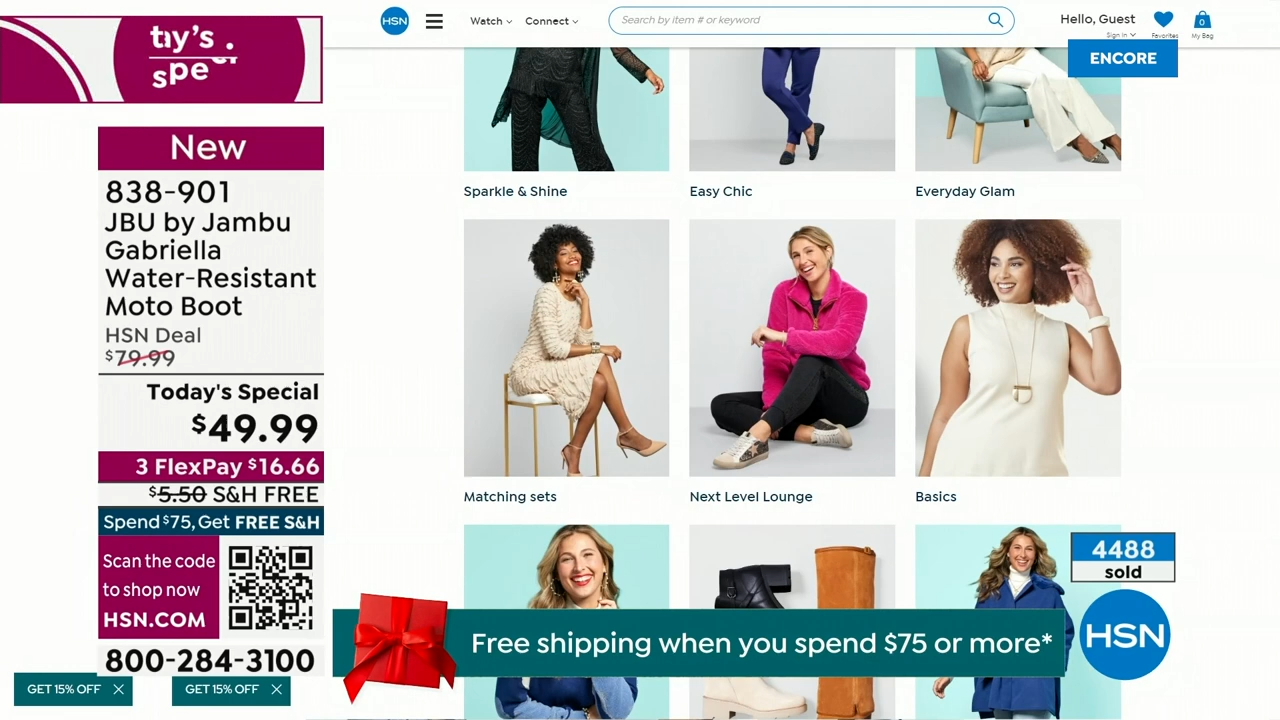 HSN
Watch
Connect
Search by item # or keyword
Hello, Guest
Sign In
Favorites
0
My Bag
ENCORE
New
838-901
JBU by Jambu
Gabriella
Water-Resistant
Moto Boot
HSN Deal
$79.99
Today's Special
$49.99
3 FlexPay $16.66
$5.50 S&H FREE
Spend $75, Get FREE S&H
Scan the code
to shop now
HSN.COM
800-284-3100
GET 15% OFF
GET 15% OFF
Sparkle & Shine
Easy Chic
Everyday Glam
Matching sets
Next Level Lounge
Basics
4488
sold
Free shipping when you spend $75 or more*
HSN